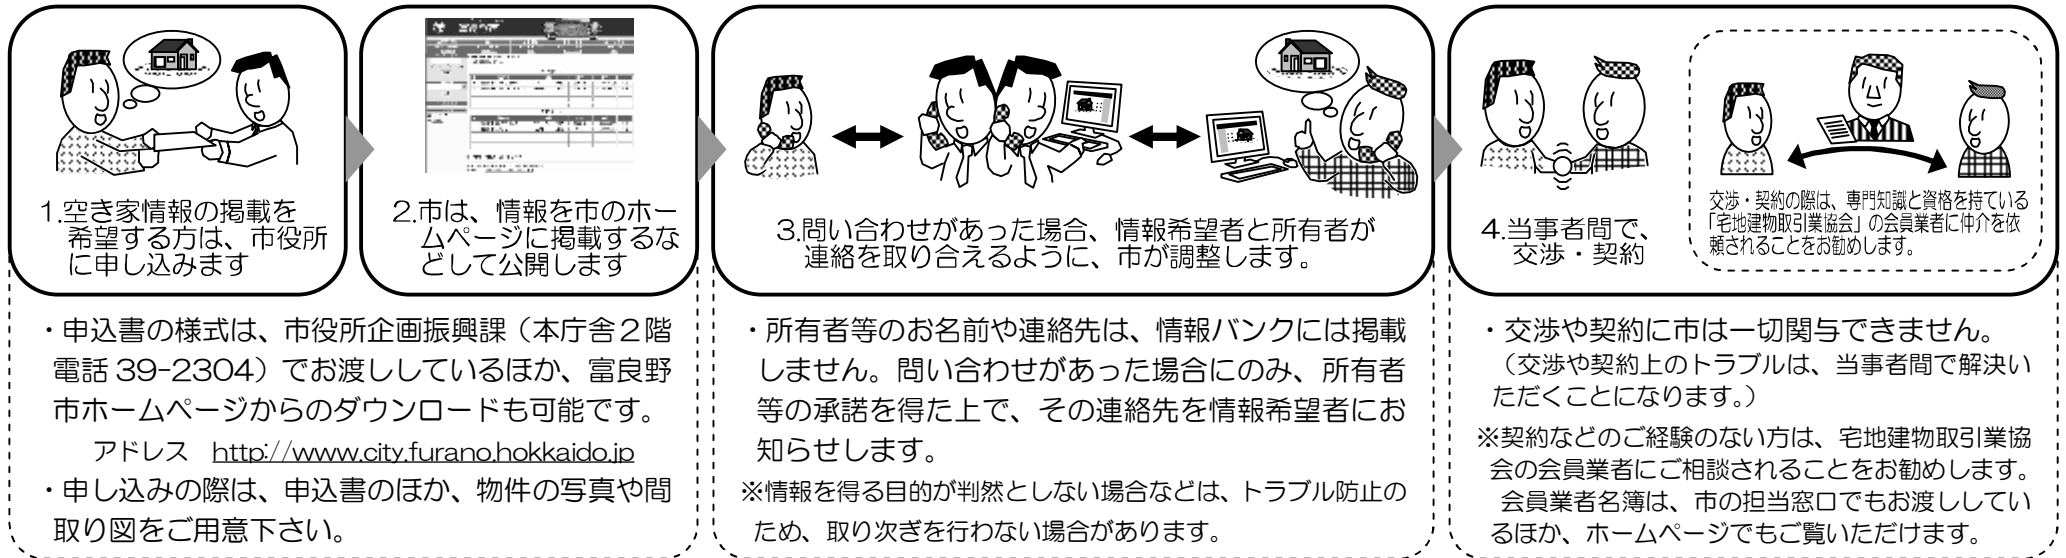 1.空き家情報の掲載を
希望する方は、市役所
に申し込みます
2.市は、情報を市のホー
ムページに掲載するな
どして公開します
3.問い合わせがあった場合、情報希望者と所有者が
連絡を取り合えるように、市が調整します。
4.当事者間で、
交渉・契約
交渉・契約の際は、専門知識と資格を持ている
「宅地建物取引業協会」の会員業者に仲介を依
頼されることをお勧めします。
・申込書の様式は、市役所企画振興課（本庁舎２階
電話 39-2304）でお渡ししているほか、富良野
市ホームページからのダウンロードも可能です。
アドレス http://www.city.furano.hokkaido.jp
・申し込みの際は、申込書のほか、物件の写真や間
取り図をご用意下さい。
・所有者等のお名前や連絡先は、情報バンクには掲載
しません。問い合わせがあった場合にのみ、所有者
等の承諾を得た上で、その連絡先を情報希望者にお
知らせします。
※情報を得る目的が判然としない場合などは、トラブル防止の
ため、取り次ぎを行わない場合があります。
・交渉や契約に市は一切関与できません。
（交渉や契約上のトラブルは、当事者間で解決い
ただくことになります。）
※契約などのご経験のない方は、宅地建物取引業協
会の会員業者にご相談されることをお勧めします。
会員業者名簿は、市の担当窓口でもお渡ししてい
るほか、ホームページでもご覧いただけます。